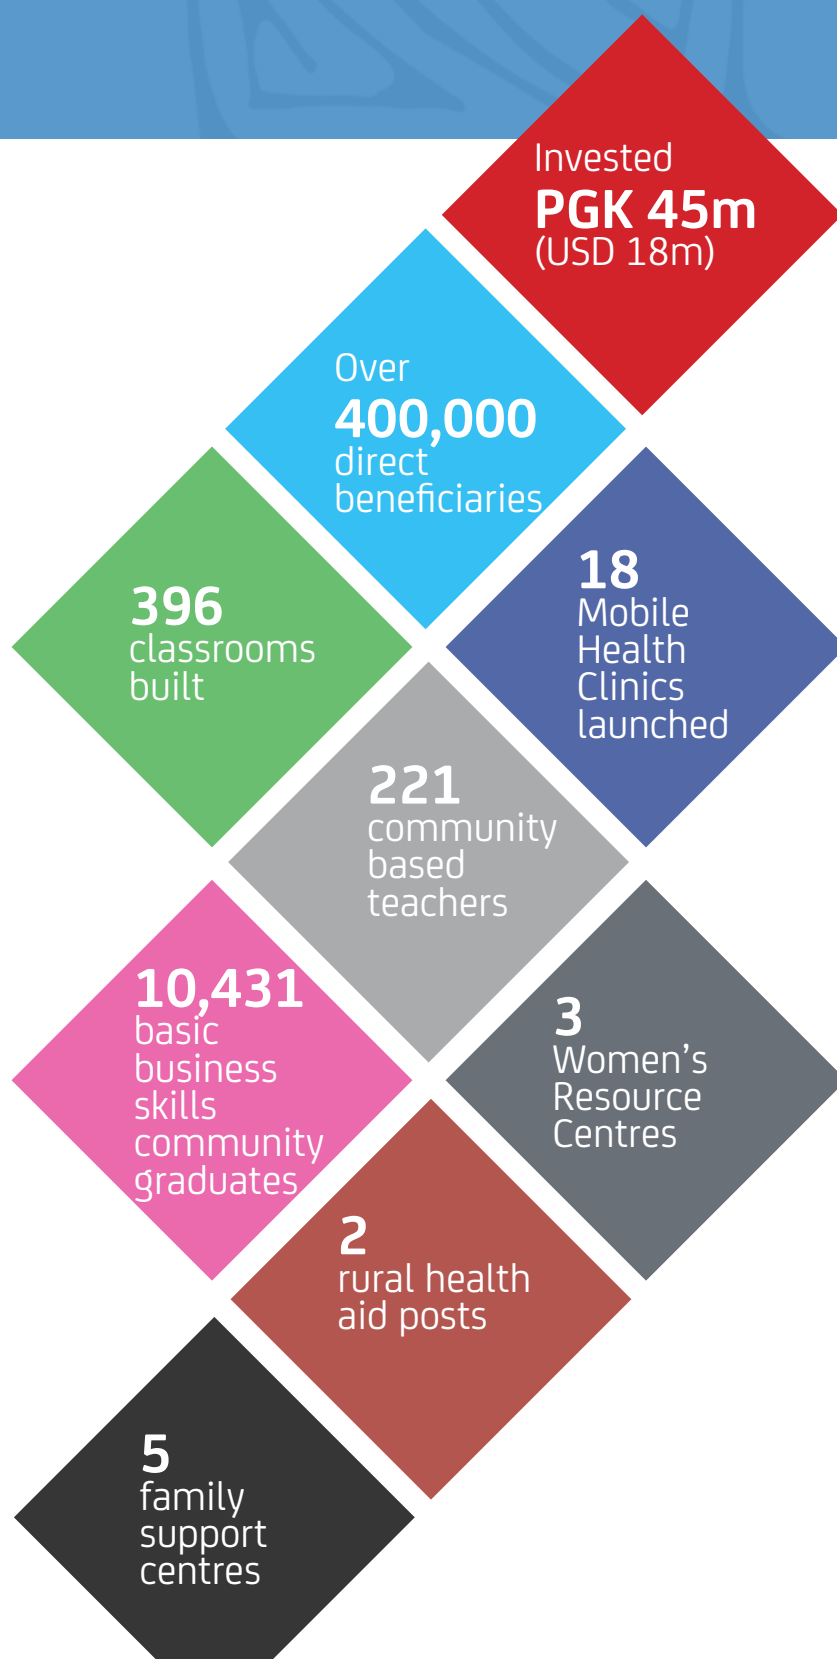 Invested
PGK 45m
(USD 18m)
Over
400,000
direct
beneficiaries
396
classrooms
built
18
Mobile
Health
Clinics
launched
221
community
based
teachers
10,431
basic
business
skills
community
graduates
3
Women’s
Resource
Centres
2
rural health
aid posts
5
family
support
centres